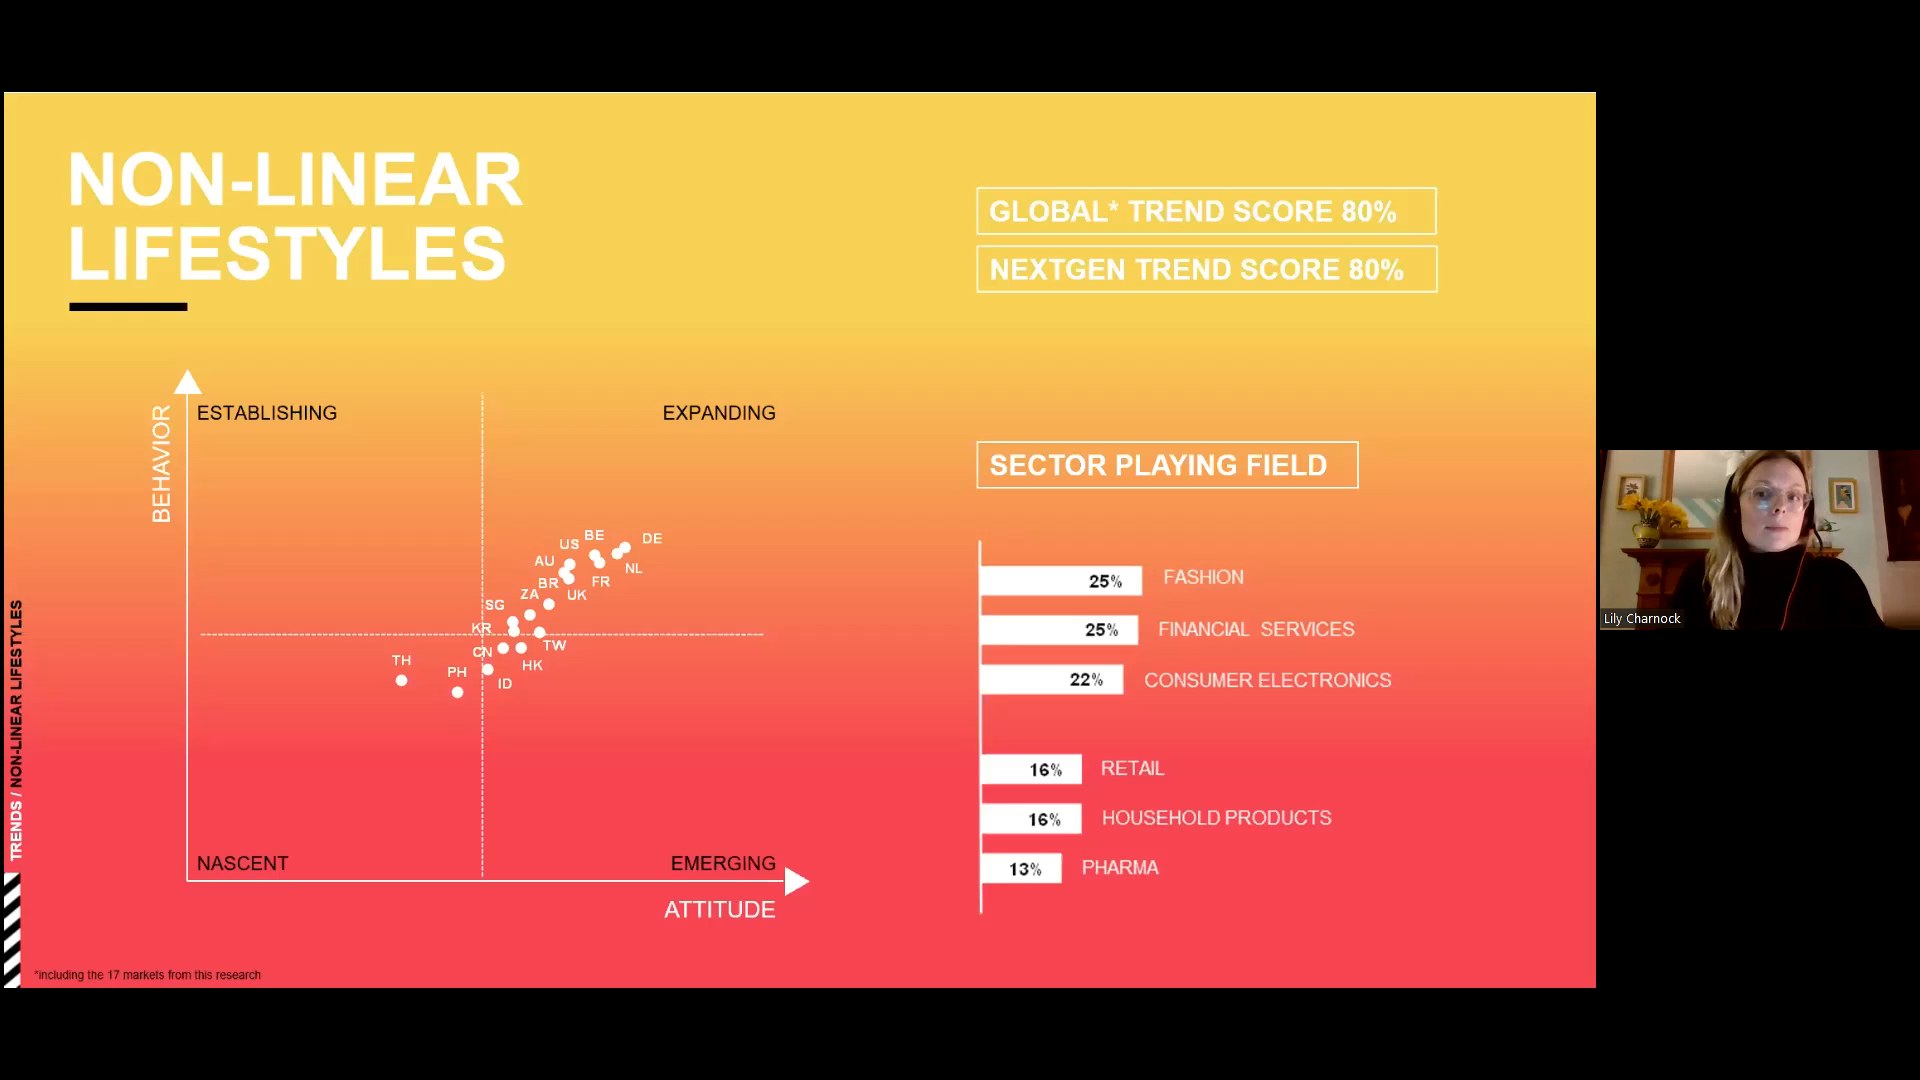 NON-LINEAR
LIFESTYLES
GLOBAL* TREND SCORE 80%
NEXTGEN TREND SCORE 80%
BEHAVIOR
ESTABLISHING
EXPANDING
SECTOR PLAYING FIELD
BE
DE
US
AU
NL
BR
FR
ZA
UK
SG
KR
TW
CN
TH
HK
PH
ID
25% FASHION
25% FINANCIAL SERVICES
22% CONSUMER ELECTRONICS
16% RETAIL
16% HOUSEHOLD PRODUCTS
13% PHARMA
NASCENT
EMERGING
ATTITUDE
TRENDS / NON-LINEAR LIFESTYLES
*including the 17 markets from this research
Lily Charnock